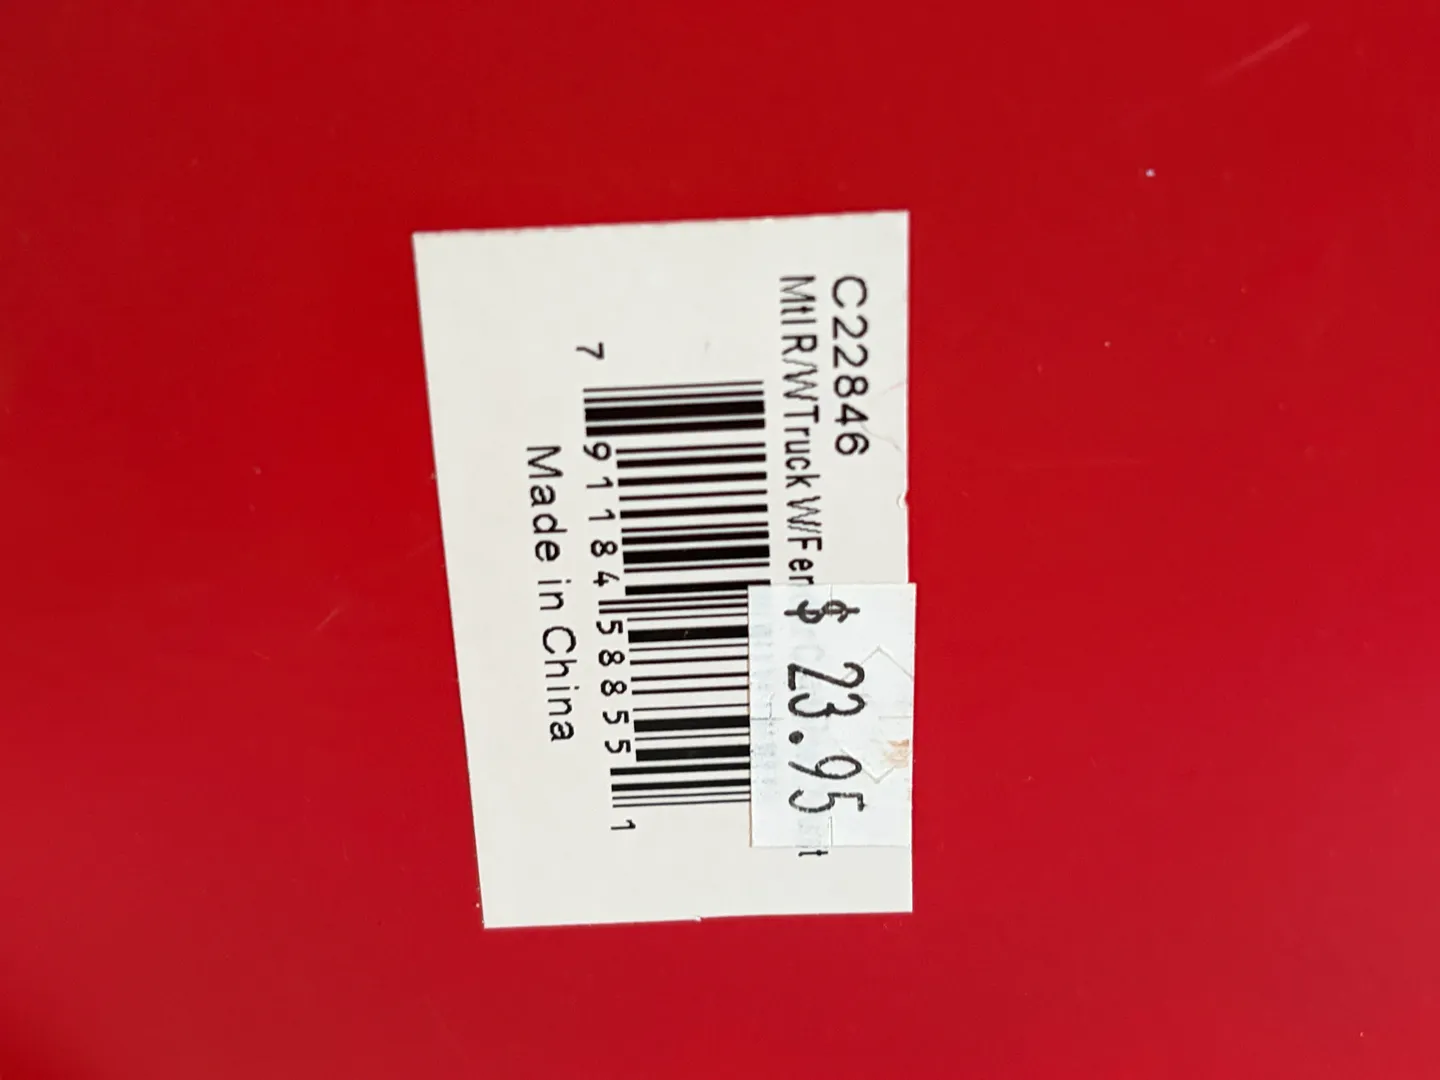 C22846
Mtl R/W Truck W/Fer
$ 23.95
7 91184 58855 1
Made in China